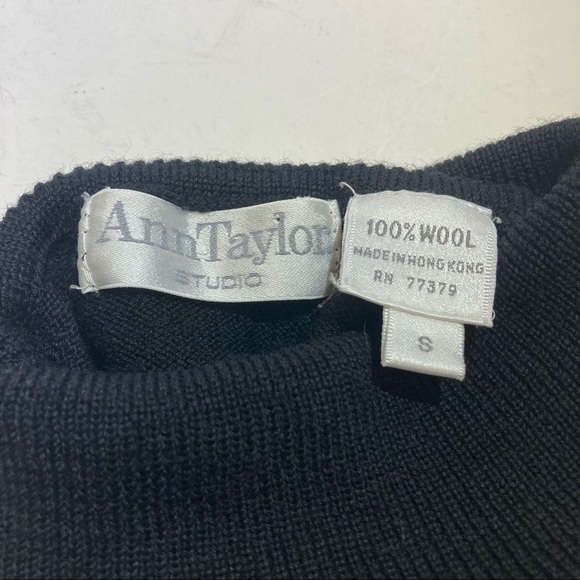 AnnTaylor
STUDIO
100% WOOL
MADE IN HONG KONG
RN 77379
S